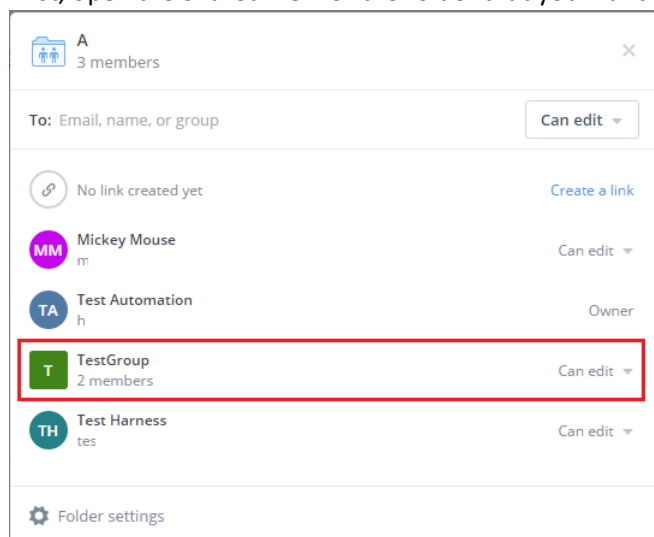 A
3 members
To: Email, name, or group
Can edit
No link created yet
Create a link
MM
Mickey Mouse
m
Can edit
TA
Test Automation
h
Owner
T
TestGroup
2 members
Can edit
TH
Test Harness
tes
Can edit
Folder settings